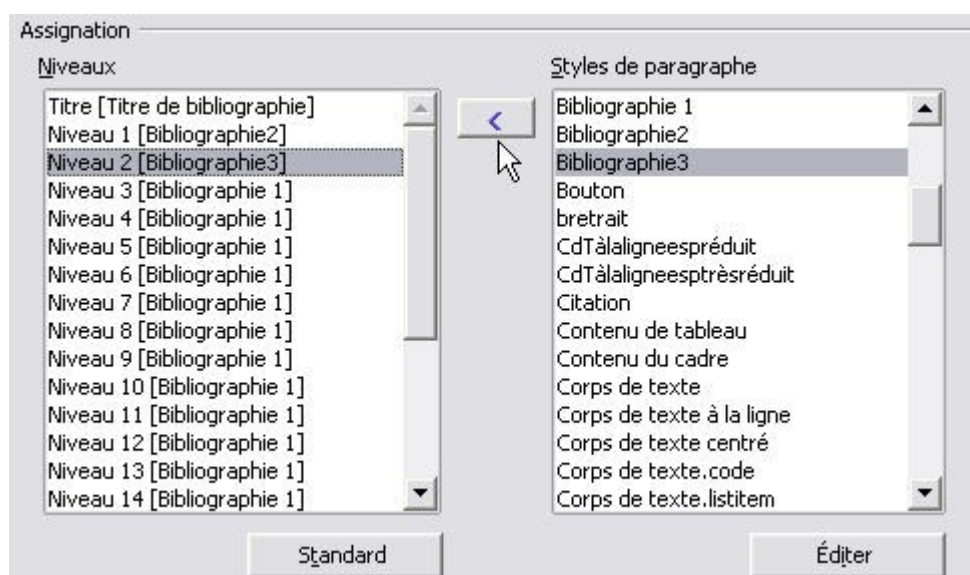 Assignation
Niveaux
Titre [Titre de bibliographie]
Niveau 1 [Bibliographie2]
Niveau 2 [Bibliographie3]
Niveau 3 [Bibliographie 1]
Niveau 4 [Bibliographie 1]
Niveau 5 [Bibliographie 1]
Niveau 6 [Bibliographie 1]
Niveau 7 [Bibliographie 1]
Niveau 8 [Bibliographie 1]
Niveau 9 [Bibliographie 1]
Niveau 10 [Bibliographie 1]
Niveau 11 [Bibliographie 1]
Niveau 12 [Bibliographie 1]
Niveau 13 [Bibliographie 1]
Niveau 14 [Bibliographie 1]
Standard
<
Styles de paragraphe
Bibliographie 1
Bibliographie2
Bibliographie3
Bouton
bretrait
CdTàlaligneespréduit
CdTàlaligneesptrèsréduit
Citation
Contenu de tableau
Contenu du cadre
Corps de texte
Corps de texte à la ligne
Corps de texte centré
Corps de texte.code
Corps de texte.listitem
Éditer